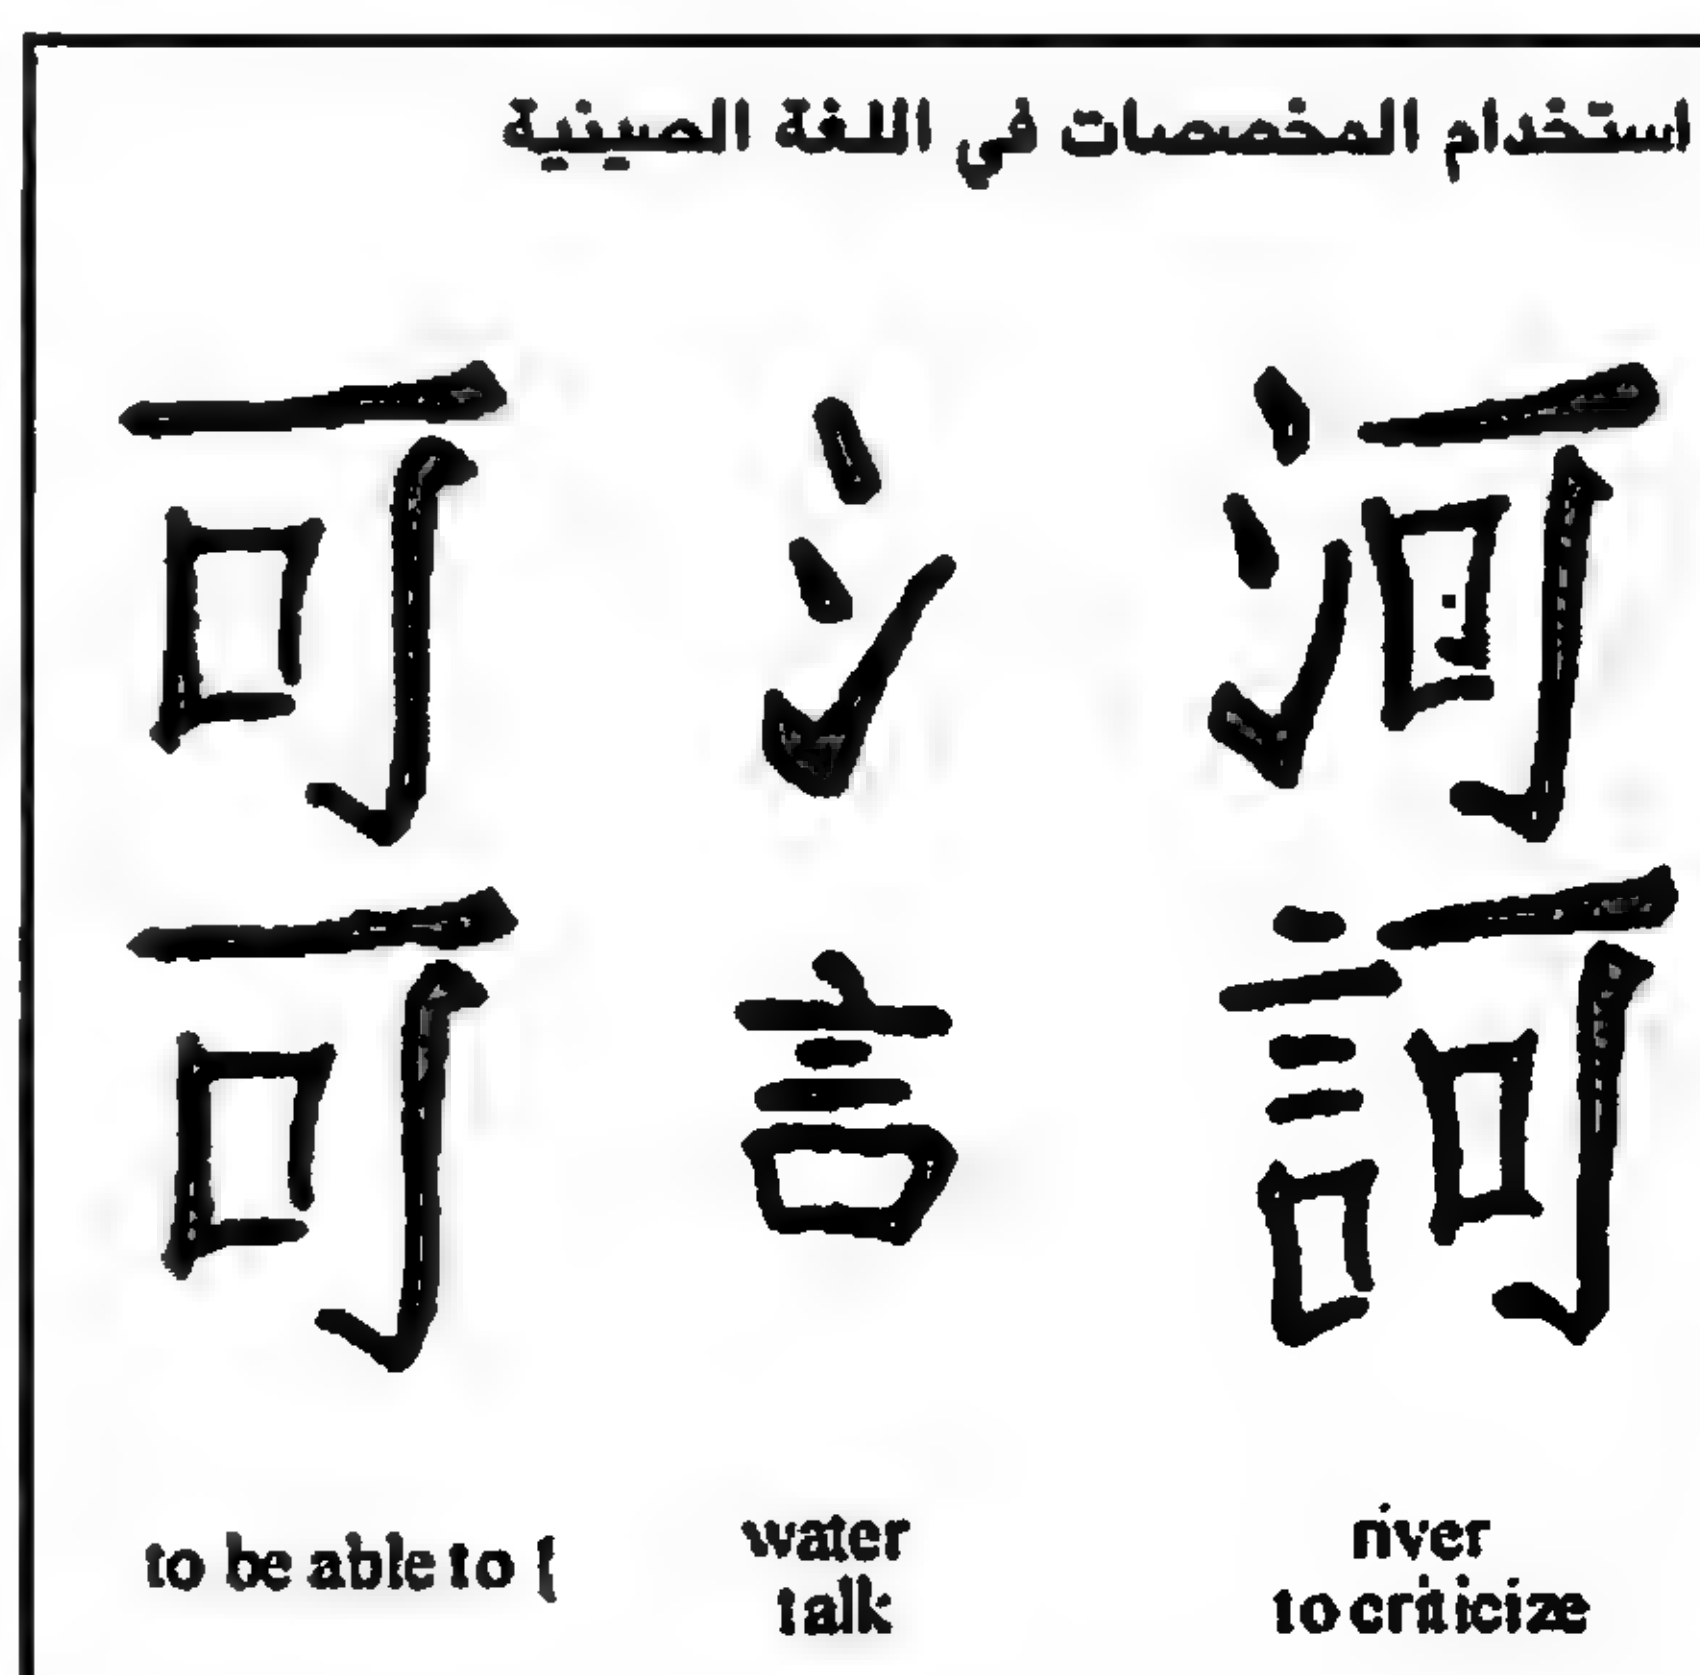 استخدام المخصصات في اللغة الصينية
可 氵 河
可 言 訶
to be able to { water river
talk to criticize